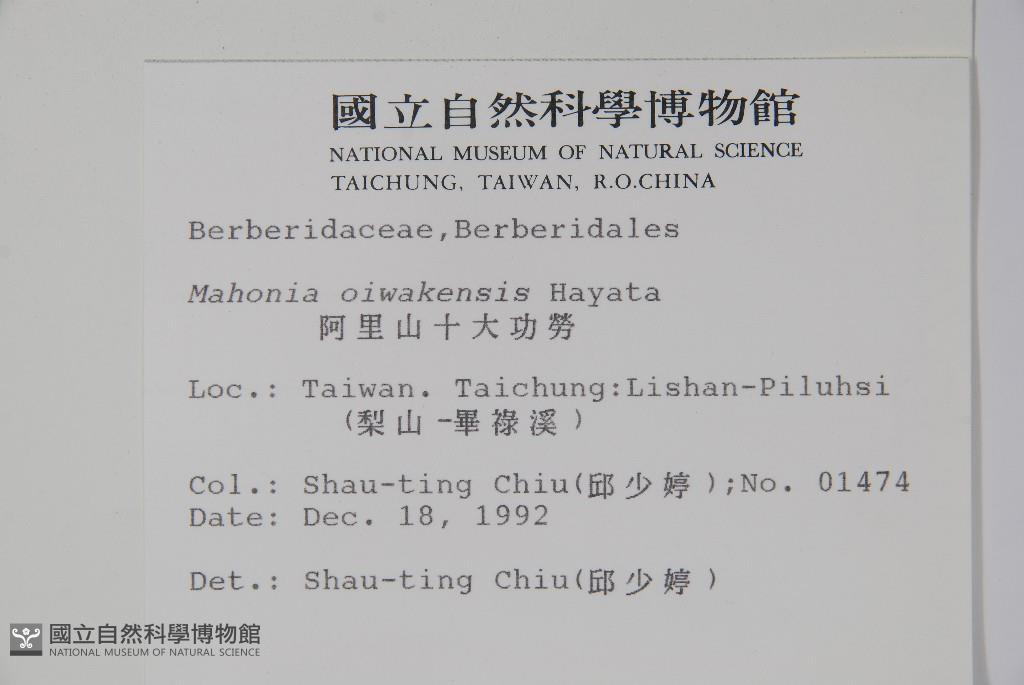 國立自然科學博物館
NATIONAL MUSEUM OF NATURAL SCIENCE
TAICHUNG, TAIWAN, R.O.CHINA
Berberidaceae,Berberidales
Mahonia oiwakensis Hayata
阿里山十大功勞
Loc.: Taiwan. Taichung:Lishan-Piluhsi
(梨山-畢祿溪)
Col.: Shau-ting Chiu(邱少婷);No. 01474
Date: Dec. 18, 1992
Det.: Shau-ting Chiu(邱少婷)
國立自然科學博物館
NATIONAL MUSEUM OF NATURAL SCIENCE